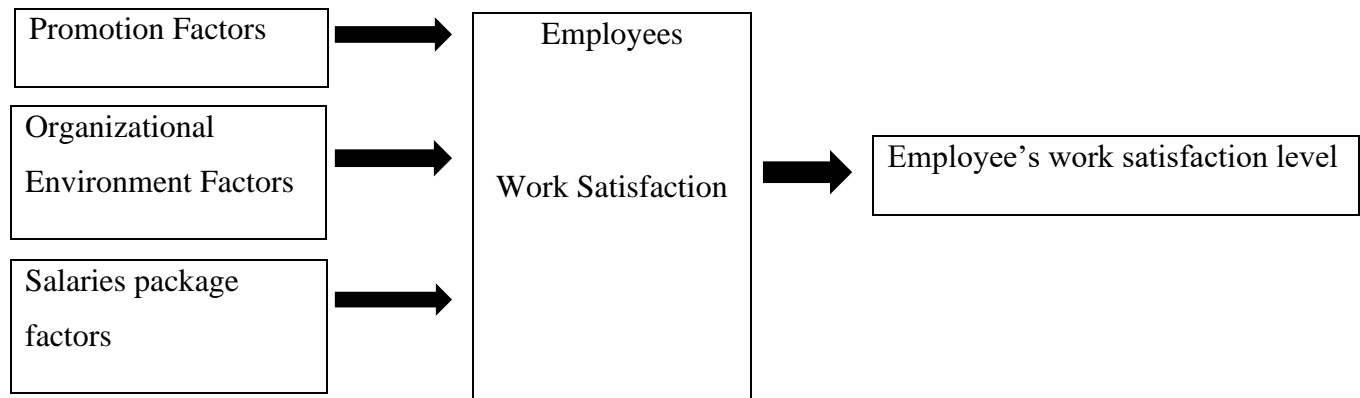 Promotion Factors
Organizational
Environment Factors
Salaries package
factors
Employees
Work Satisfaction
Employee’s work satisfaction level